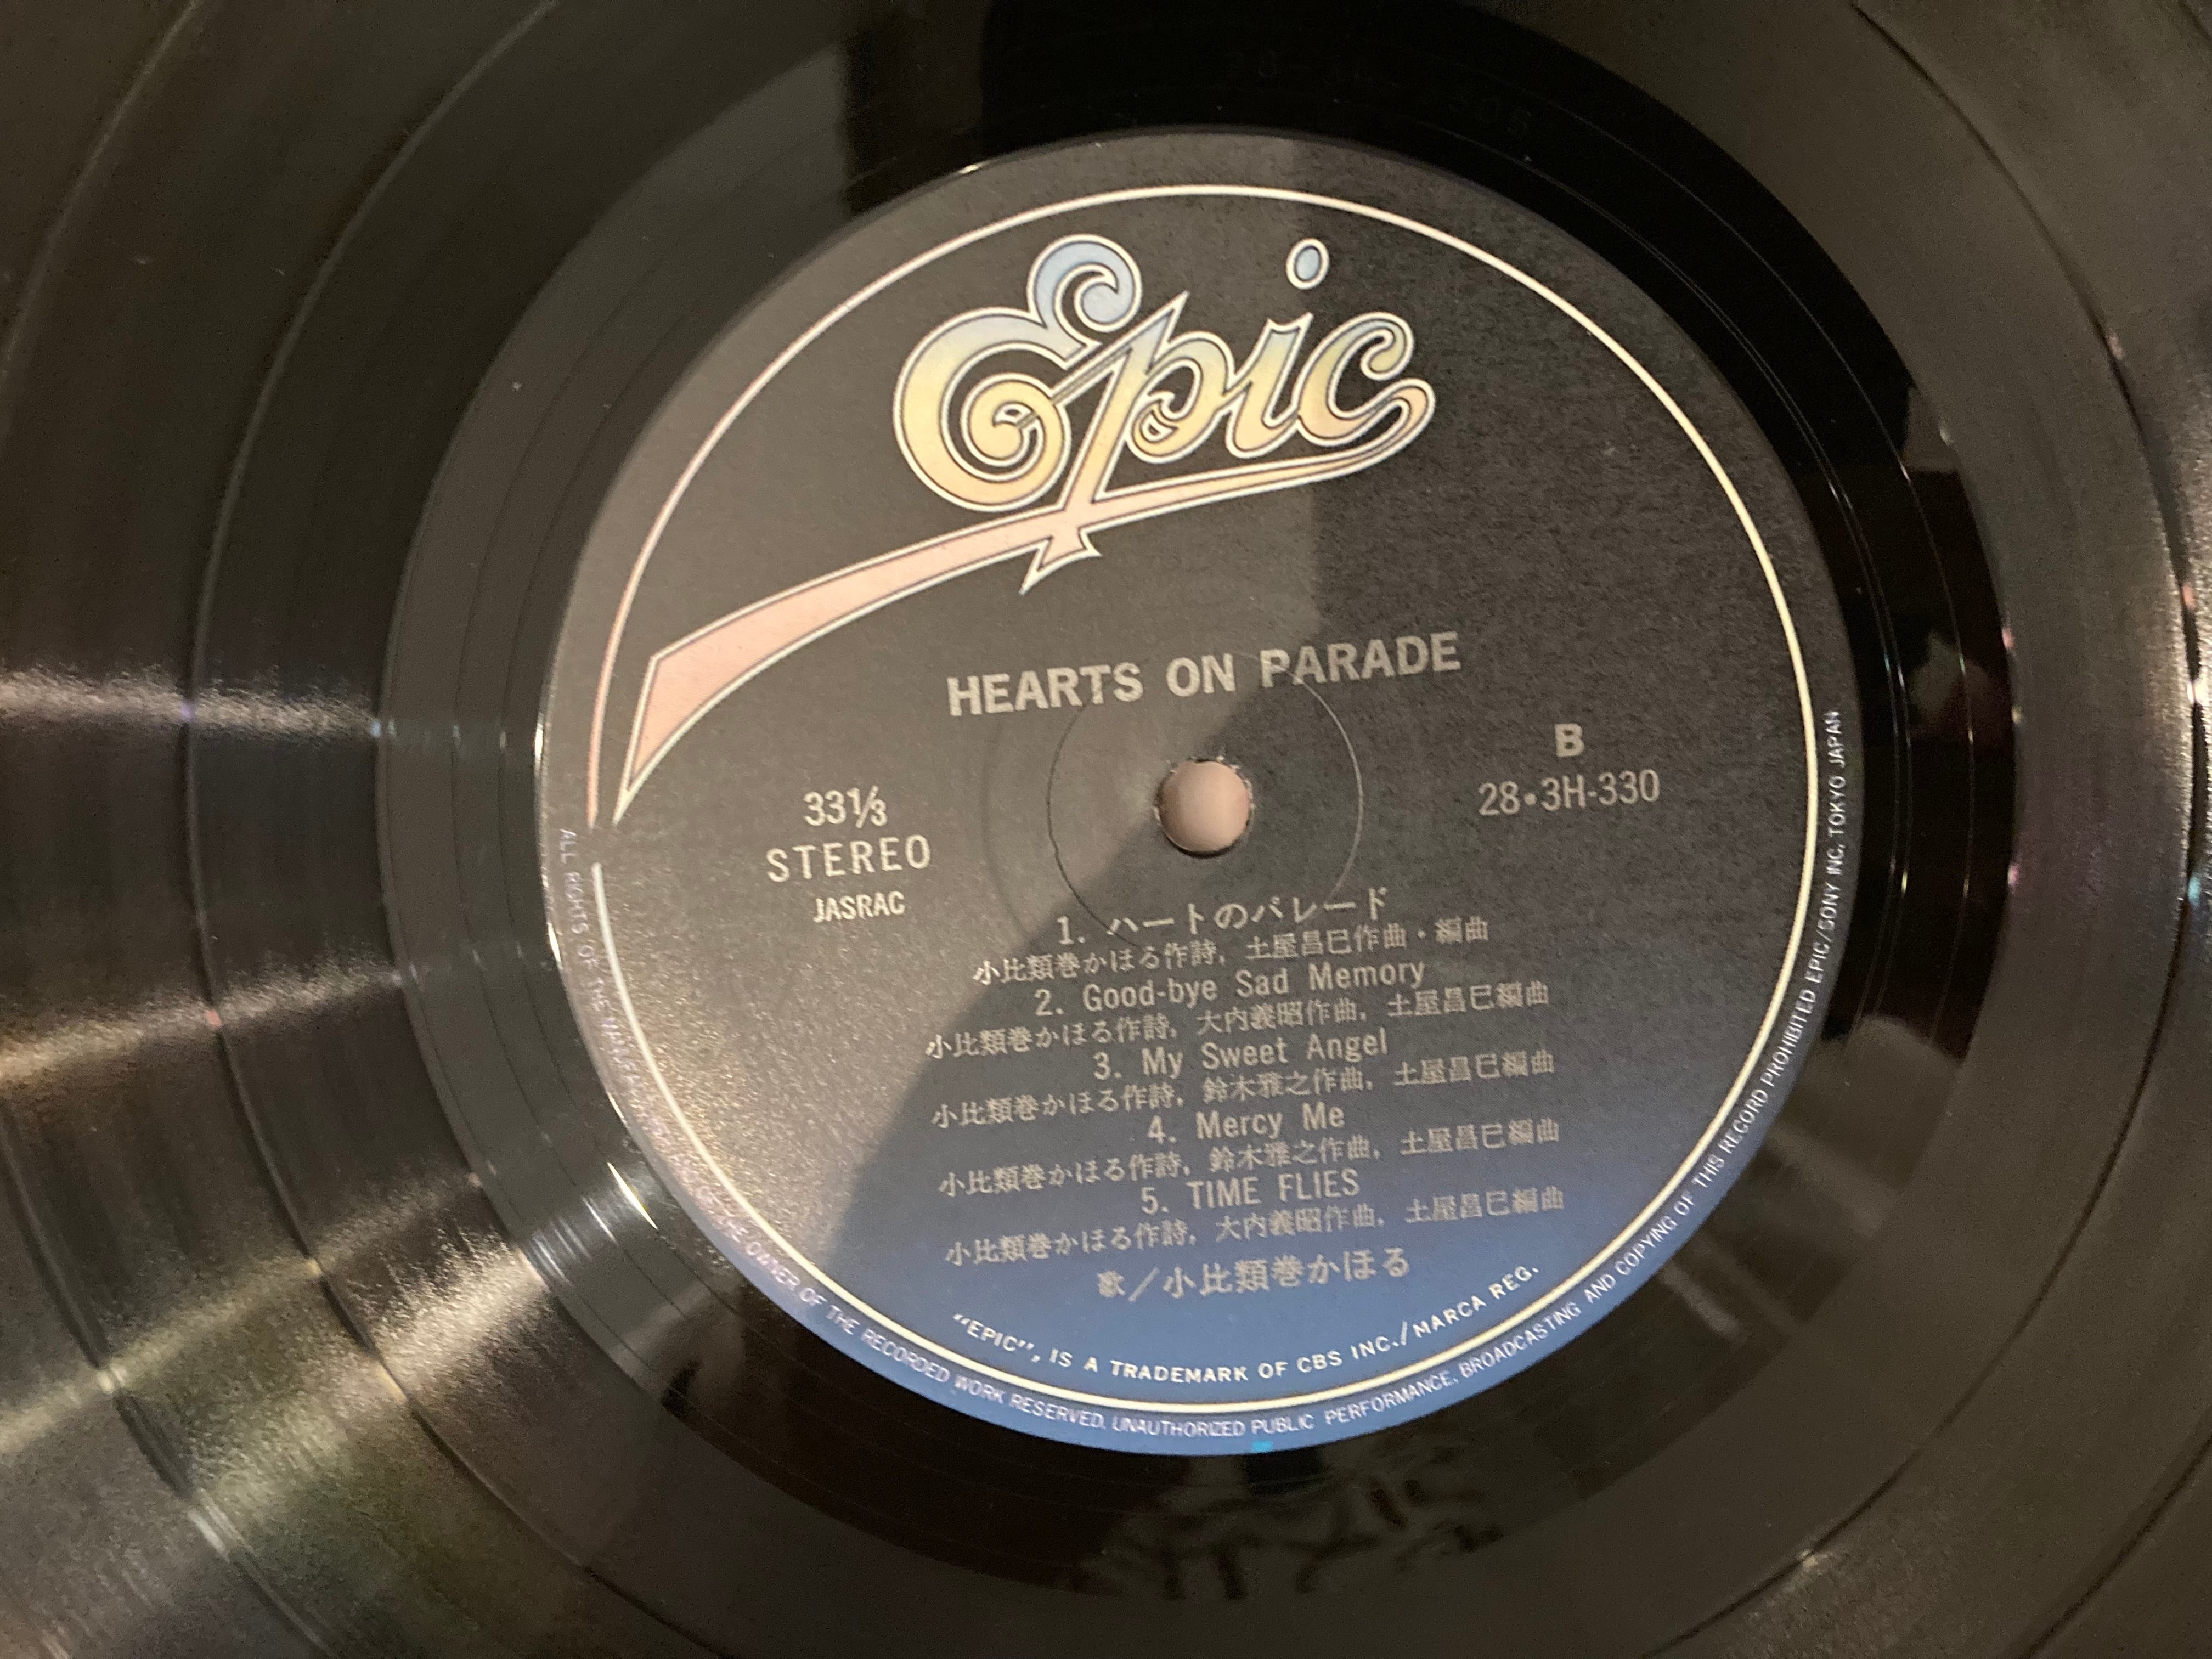 Epic
HEARTS ON PARADE
B
28•3H-330
33⅓
STEREO
JASRAC
1. ハートのパレード
小比類巻かほる作詩, 土屋昌巳作曲・編曲
2. Good-bye Sad Memory
小比類巻かほる作詩, 大内義昭作曲, 土屋昌巳編曲
3. My Sweet Angel
小比類巻かほる作詩, 鈴木雅之作曲, 土屋昌巳編曲
4. Mercy Me
小比類巻かほる作詩, 鈴木雅之作曲, 土屋昌巳編曲
5. TIME FLIES
小比類巻かほる作詩, 大内義昭作曲, 土屋昌巳編曲
歌／小比類巻かほる
"EPIC", IS A TRADEMARK OF CBS INC./MARCA REG.
ALL RIGHTS OF THE OWNER OF THE RECORDED WORK RESERVED. UNAUTHORIZED PUBLIC PERFORMANCE, BROADCASTING AND COPYING OF THIS RECORD PROHIBITED EPIC/SONY INC, TOKYO JAPAN